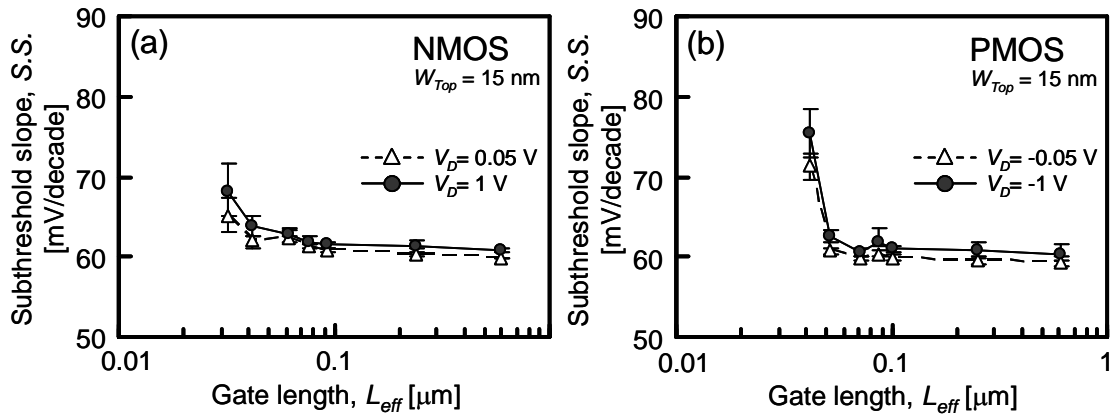 Subthreshold slope, S.S.
[mV/decade]
90
80
70
60
50
(a)
NMOS
W_Top = 15 nm
V_D= 0.05 V
V_D= 1 V
0.01
0.1
Gate length, L_eff [μm]
Subthreshold slope, S.S.
[mV/decade]
90
80
70
60
50
(b)
PMOS
W_Top = 15 nm
V_D= -0.05 V
V_D= -1 V
0.01
0.1
1
Gate length, L_eff [μm]